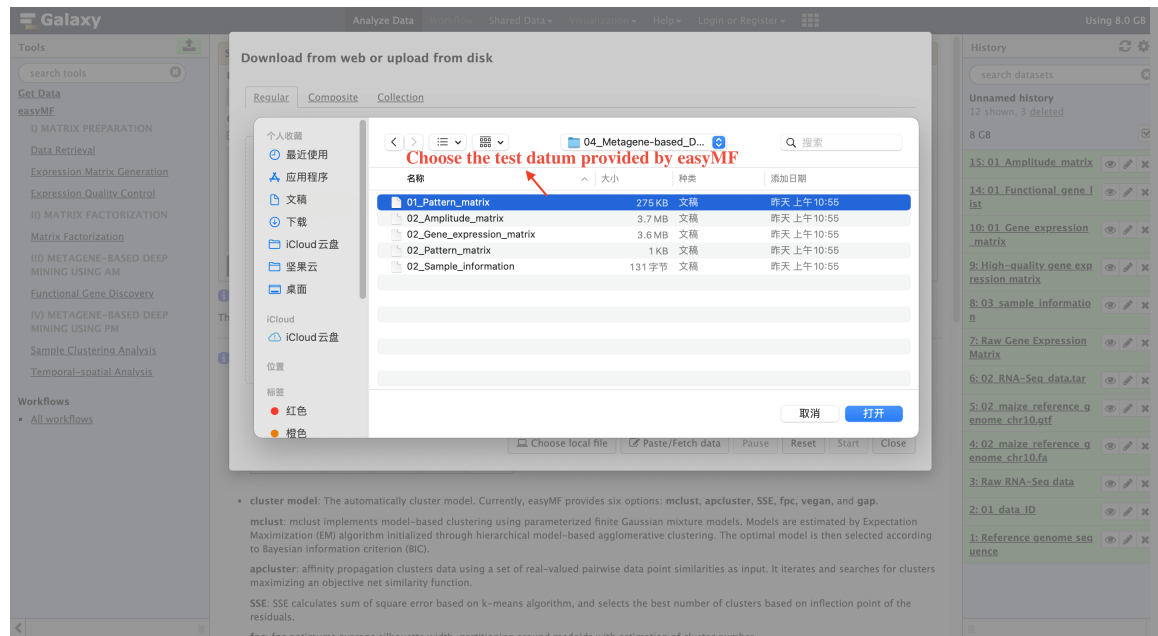 Galaxy
Analyze Data
Workflow
Shared Data
Visualization
Help
Login or Register
Using 8.0 GB
Tools
search tools
Get Data
easyMF
I) MATRIX PREPARATION
Data Retrieval
Expression Matrix Generation
Expression Quality Control
II) MATRIX FACTORIZATION
Matrix Factorization
III) METAGENE-BASED DEEP
MINING USING AM
Functional Gene Discovery
IV) METAGENE-BASED DEEP
MINING USING PM
Sample Clustering Analysis
Temporal-spatial Analysis
Workflows
All workflows
Download from web or upload from disk
Regular
Composite
Collection
个人收藏
最近使用
应用程序
文稿
下载
iCloud云盘
坚果云
桌面
iCloud
iCloud云盘
位置
标签
红色
橙色
04_Metagene-based_D...
搜索
Choose the test datum provided by easyMF
名称
大小
种类
添加日期
01_Pattern_matrix 275 KB 文稿 昨天 上午10:55
02_Amplitude_matrix 3.7 MB 文稿 昨天 上午10:55
02_Gene_expression_matrix 3.6 MB 文稿 昨天 上午10:55
02_Pattern_matrix 1 KB 文稿 昨天 上午10:55
02_Sample_information 131 字节 文稿 昨天 上午10:55
取消
打开
Choose local file
Paste/Fetch data
Pause
Reset
Start
Close
• cluster model: The automatically cluster model. Currently, easyMF provides six options: mclust, apcluster, SSE, fpc, vegan, and gap.
mclust: mclust implements model-based clustering using parameterized finite Gaussian mixture models. Models are estimated by Expectation
Maximization (EM) algorithm initialized through hierarchical model-based agglomerative clustering. The optimal model is then selected according
to Bayesian information criterion (BIC).
apcluster: affinity propagation clusters data using a set of real-valued pairwise data point similarities as input. It iterates and searches for clusters
maximizing an objective net similarity function.
SSE: SSE calculates sum of square error based on k-means algorithm, and selects the best number of clusters based on inflection point of the
residuals.
History
search datasets
Unnamed history
12 shown, 3 deleted
8 GB
15: 01 Amplitude_matrix
14: 01 Functional gene l
ist
10: 01 Gene expression
_matrix
9: High-quality gene exp
ression matrix
8: 03 sample informatio
n
7: Raw Gene Expression
Matrix
6: 02 RNA-Seq data.tar
5: 02 maize reference g
enome chr10.gtf
4: 02 maize reference g
enome chr10.fa
3: Raw RNA-Seq data
2: 01 data ID
1: Reference genome seq
uence